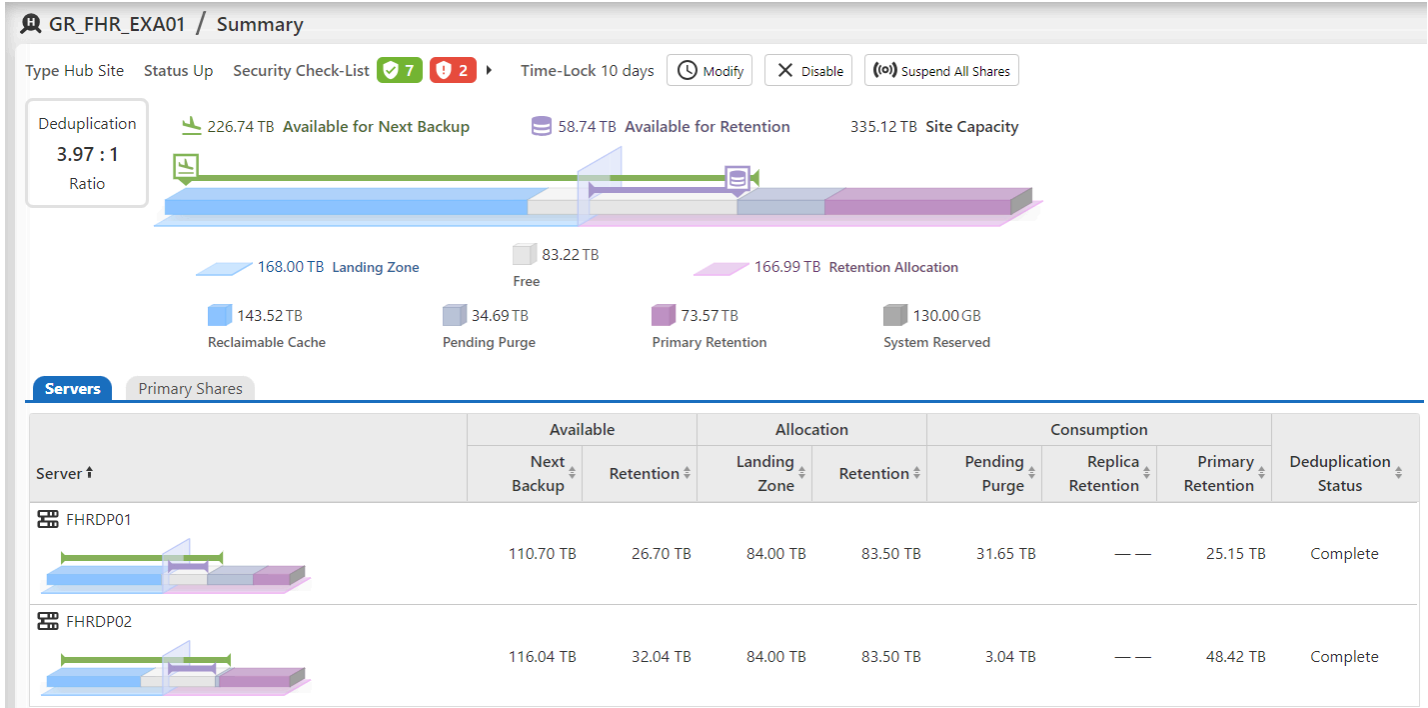 GR_FHR_EXA01 / Summary
Type Hub Site Status Up Security Check-List 7 2 Time-Lock 10 days Modify Disable Suspend All Shares
Deduplication
3.97 : 1
Ratio
226.74 TB Available for Next Backup 58.74 TB Available for Retention 335.12 TB Site Capacity
168.00 TB Landing Zone
83.22 TB
Free
166.99 TB Retention Allocation
143.52 TB
Reclaimable Cache
34.69 TB
Pending Purge
73.57 TB
Primary Retention
130.00 GB
System Reserved
Servers Primary Shares
Available Allocation Consumption
Server
Next
Backup
Retention
Landing
Zone
Retention
Pending
Purge
Replica
Retention
Primary
Retention
Deduplication
Status
FHRDP01
110.70 TB 26.70 TB 84.00 TB 83.50 TB 31.65 TB — — 25.15 TB Complete
FHRDP02
116.04 TB 32.04 TB 84.00 TB 83.50 TB 3.04 TB — — 48.42 TB Complete